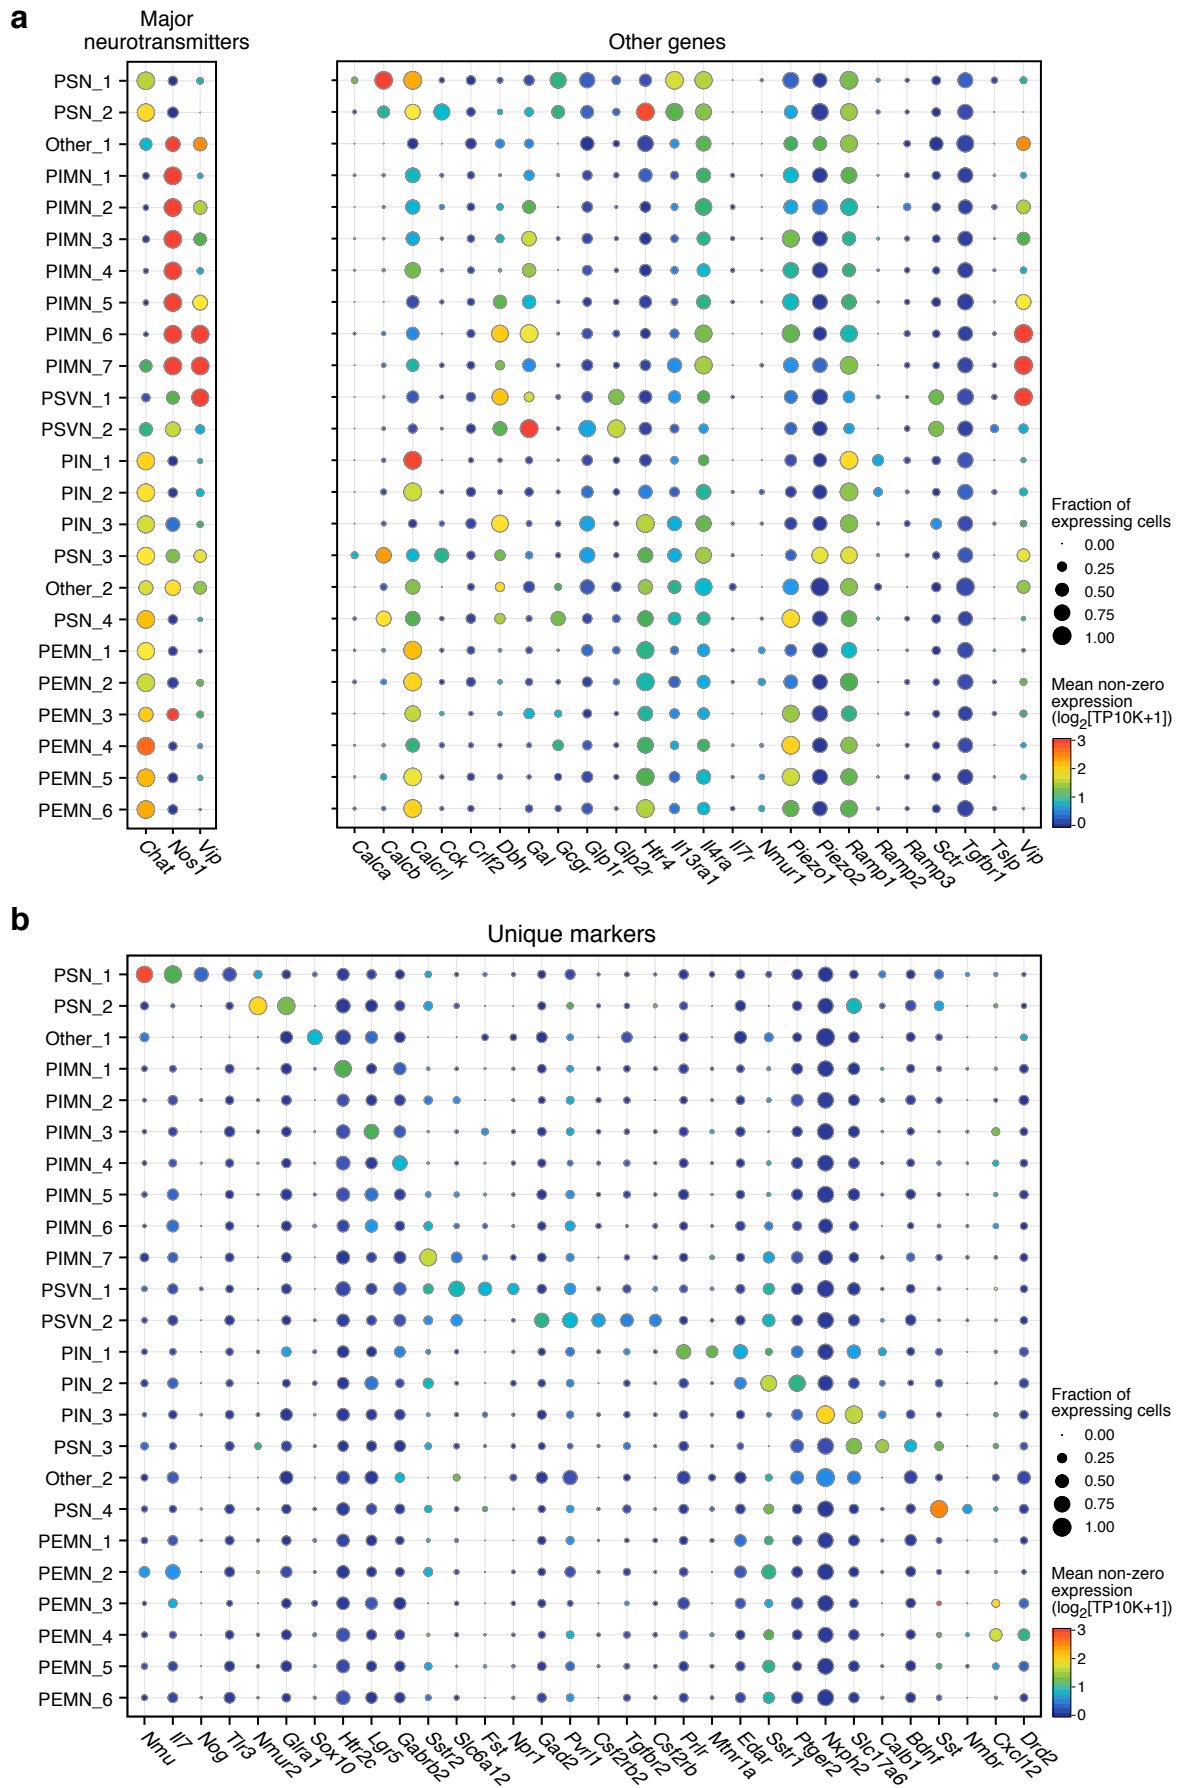 a
Major
neurotransmitters
Other genes
PSN_1
PSN_2
Other_1
PIMN_1
PIMN_2
PIMN_3
PIMN_4
PIMN_5
PIMN_6
PIMN_7
PSVN_1
PSVN_2
PIN_1
PIN_2
PIN_3
PSN_3
Other_2
PSN_4
PEMN_1
PEMN_2
PEMN_3
PEMN_4
PEMN_5
PEMN_6
Chat
Nos1
Vip
Calca
Calcb
Calcrl
Cck
Crlf2
Dbh
Gal
Gcgr
Glp1r
Glp2r
Htr4
Il13ra1
Il4ra
Il7r
Nmur1
Piezo1
Piezo2
Ramp1
Ramp2
Ramp3
Sctr
Tgfbr1
Tslp
Vip
Fraction of
expressing cells
0.00
0.25
0.50
0.75
1.00
Mean non-zero
expression
(log2[TP10K+1])
3
2
1
0
b
Unique markers
PSN_1
PSN_2
Other_1
PIMN_1
PIMN_2
PIMN_3
PIMN_4
PIMN_5
PIMN_6
PIMN_7
PSVN_1
PSVN_2
PIN_1
PIN_2
PIN_3
PSN_3
Other_2
PSN_4
PEMN_1
PEMN_2
PEMN_3
PEMN_4
PEMN_5
PEMN_6
Nmu
Il7
Nog
Tlr3
Nmur2
Glra1
Sox10
Htr2c
Lgr5
Gabrb2
Sstr2
Slc6a12
Fst
Npr1
Gad2
Pvrl1
Csf2rb2
Tgfbr2
Csf2rb
Prlr
Mtnr1a
Edar
Sstr1
Ptger2
Nxph2
Slc17a6
Calb1
Bdnf
Sst
Nmbr
Cxcl12
Drd2
Fraction of
expressing cells
0.00
0.25
0.50
0.75
1.00
Mean non-zero
expression
(log2[TP10K+1])
3
2
1
0